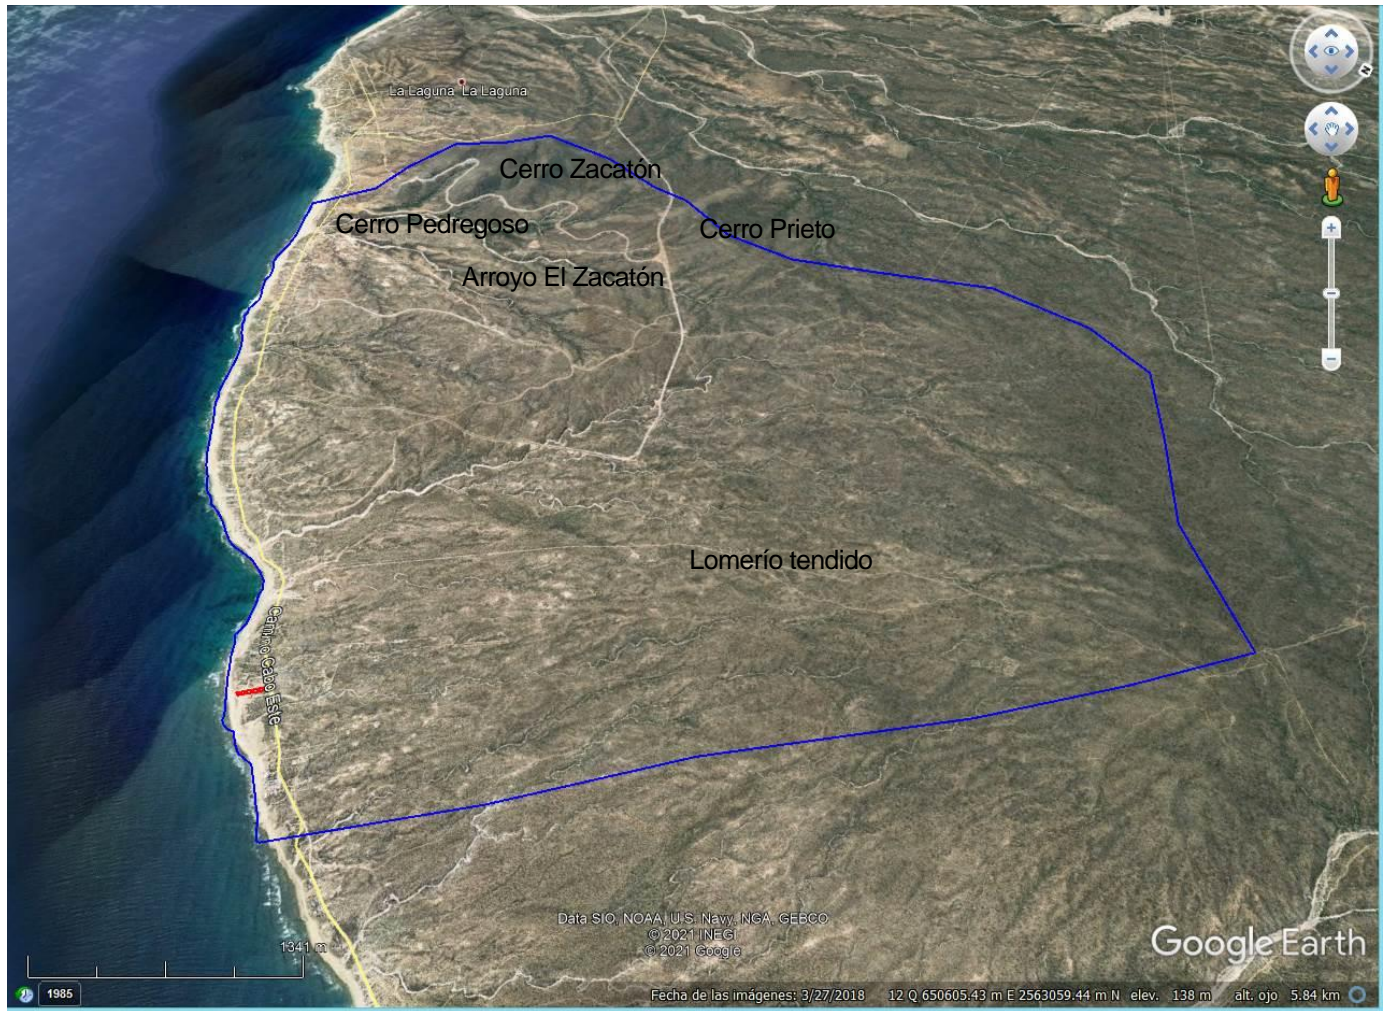 La Laguna La Laguna
N
Cerro Zacatón
Cerro Pedregoso
Cerro Prieto
Arroyo El Zacatón
Lomerío tendido
Camino Cabo Este
Data SIO, NOAA, U.S. Navy, NGA, GEBCO
© 2021 INEGI
© 2021 Google
Google Earth
1341 m
1985
Fecha de las imágenes: 3/27/2018 12 Q 650605.43 m E 2563059.44 m N elev. 138 m alt. ojo 5.84 km